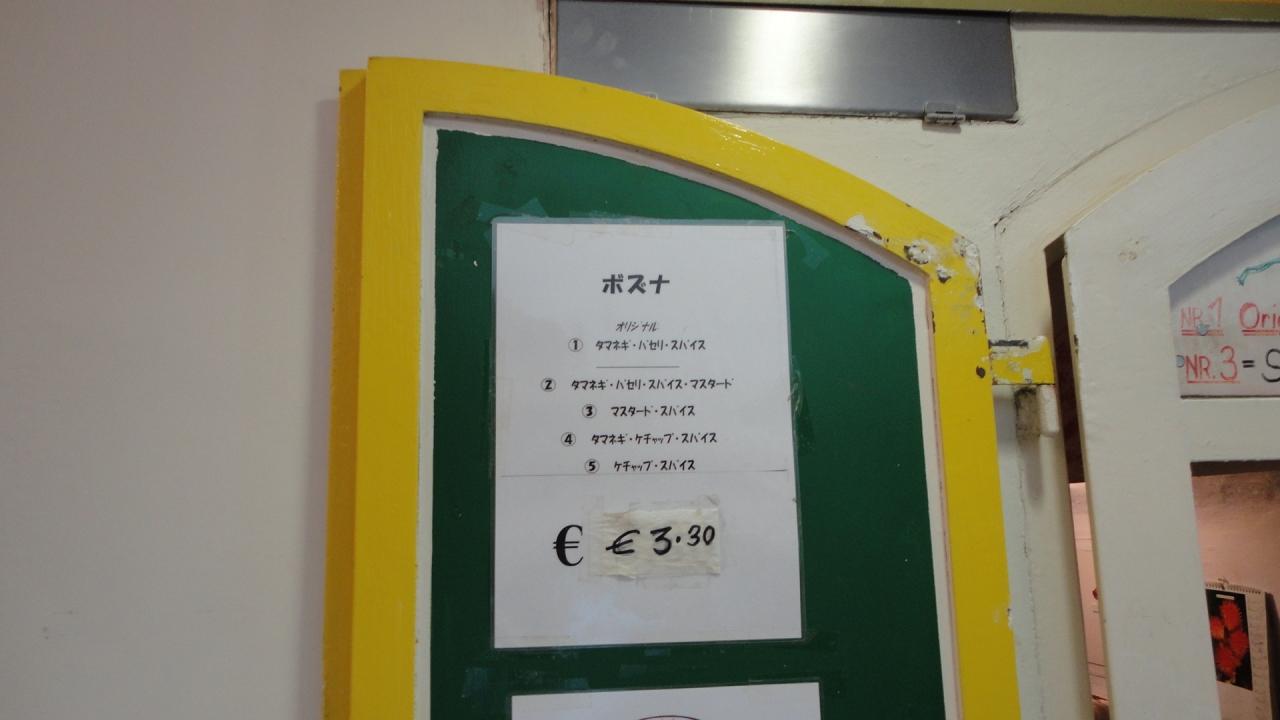 ボズナ
オリジナル
① タマネギ・パセリ・スパイス
② タマネギ・パセリ・スパイス・マスタード
③ マスタード・スパイス
④ タマネギ・ケチャップ・スパイス
⑤ ケチャップ・スパイス
€ € 3.30
NR.1 Ori
NR.3 = S